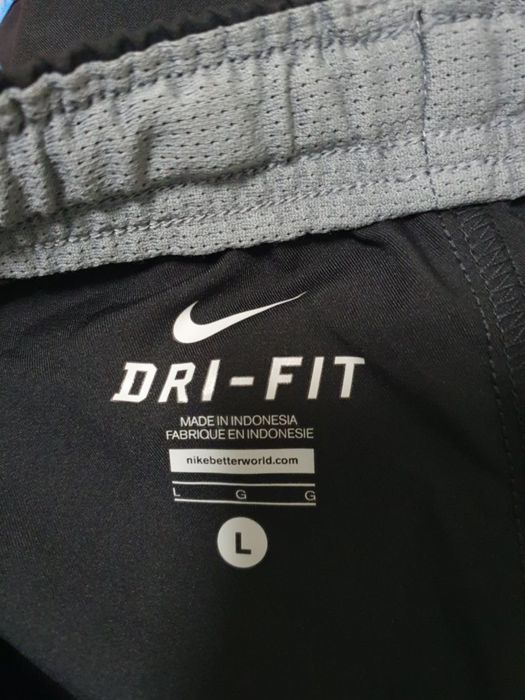 DRI-FIT
MADE IN INDONESIA
FABRIQUE EN INDONESIE
nikebetterworld.com
L G G
L